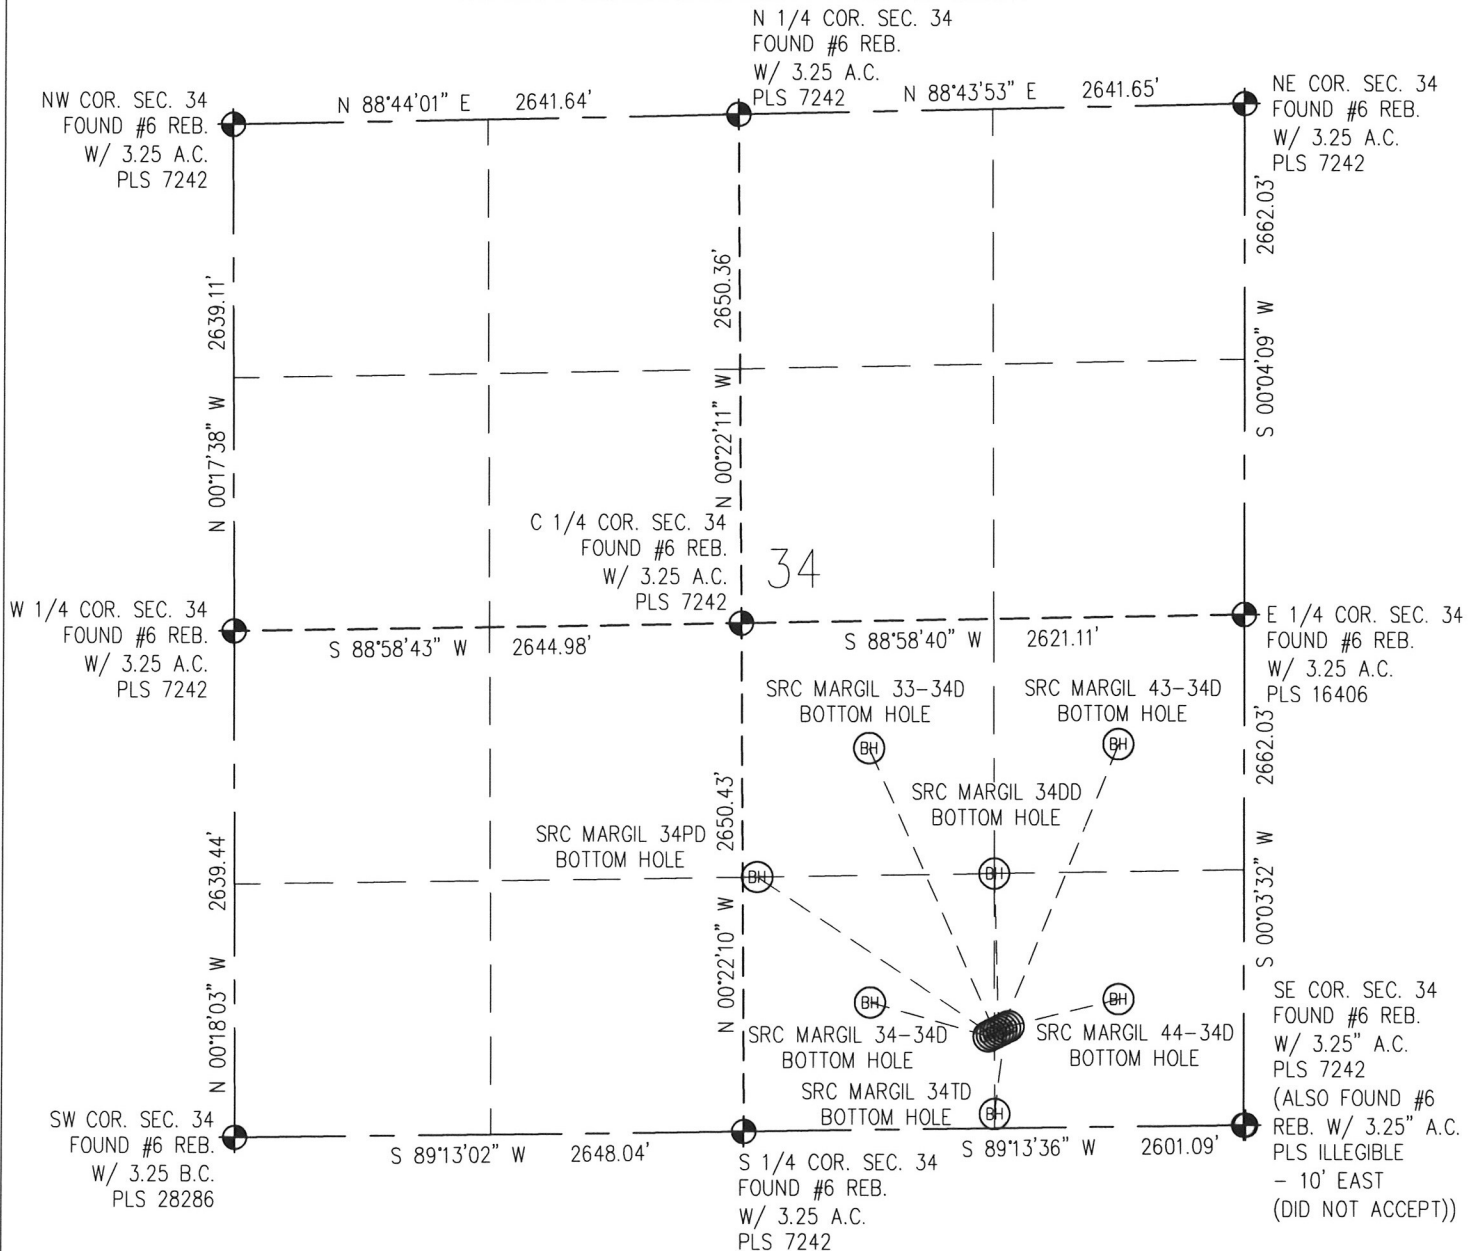 N 1/4 COR. SEC. 34
FOUND #6 REB.
W/ 3.25 A.C.
PLS 7242
NW COR. SEC. 34
FOUND #6 REB.
W/ 3.25 A.C.
PLS 7242
N 88°44'01" E 2641.64'
N 88°43'53" E 2641.65'
NE COR. SEC. 34
FOUND #6 REB.
W/ 3.25 A.C.
PLS 7242
2639.11'
N 00°17'38" W
2650.36'
N 00°22'11" W
2662.03'
S 00°04'09" W
C 1/4 COR. SEC. 34
FOUND #6 REB.
W/ 3.25 A.C.
PLS 7242
34
W 1/4 COR. SEC. 34
FOUND #6 REB.
W/ 3.25 A.C.
PLS 7242
S 88°58'43" W 2644.98'
S 88°58'40" W 2621.11'
E 1/4 COR. SEC. 34
FOUND #6 REB.
W/ 3.25 A.C.
PLS 16406
SRC MARGIL 33-34D
BOTTOM HOLE
BH
SRC MARGIL 43-34D
BOTTOM HOLE
BH
SRC MARGIL 34DD
BOTTOM HOLE
BH
SRC MARGIL 34PD
BOTTOM HOLE
BH
2639.44'
N 00°18'03" W
2650.43'
N 00°22'10" W
2662.03'
S 00°03'32" W
BH
SRC MARGIL 34-34D
BOTTOM HOLE
BH
SRC MARGIL 44-34D
BOTTOM HOLE
SRC MARGIL 34TD
BOTTOM HOLE
BH
SW COR. SEC. 34
FOUND #6 REB.
W/ 3.25 B.C.
PLS 28286
S 89°13'02" W 2648.04'
S 1/4 COR. SEC. 34
FOUND #6 REB.
W/ 3.25 A.C.
PLS 7242
S 89°13'36" W 2601.09'
SE COR. SEC. 34
FOUND #6 REB.
W/ 3.25" A.C.
PLS 7242
(ALSO FOUND #6
REB. W/ 3.25" A.C.
PLS ILLEGIBLE
- 10' EAST
(DID NOT ACCEPT))